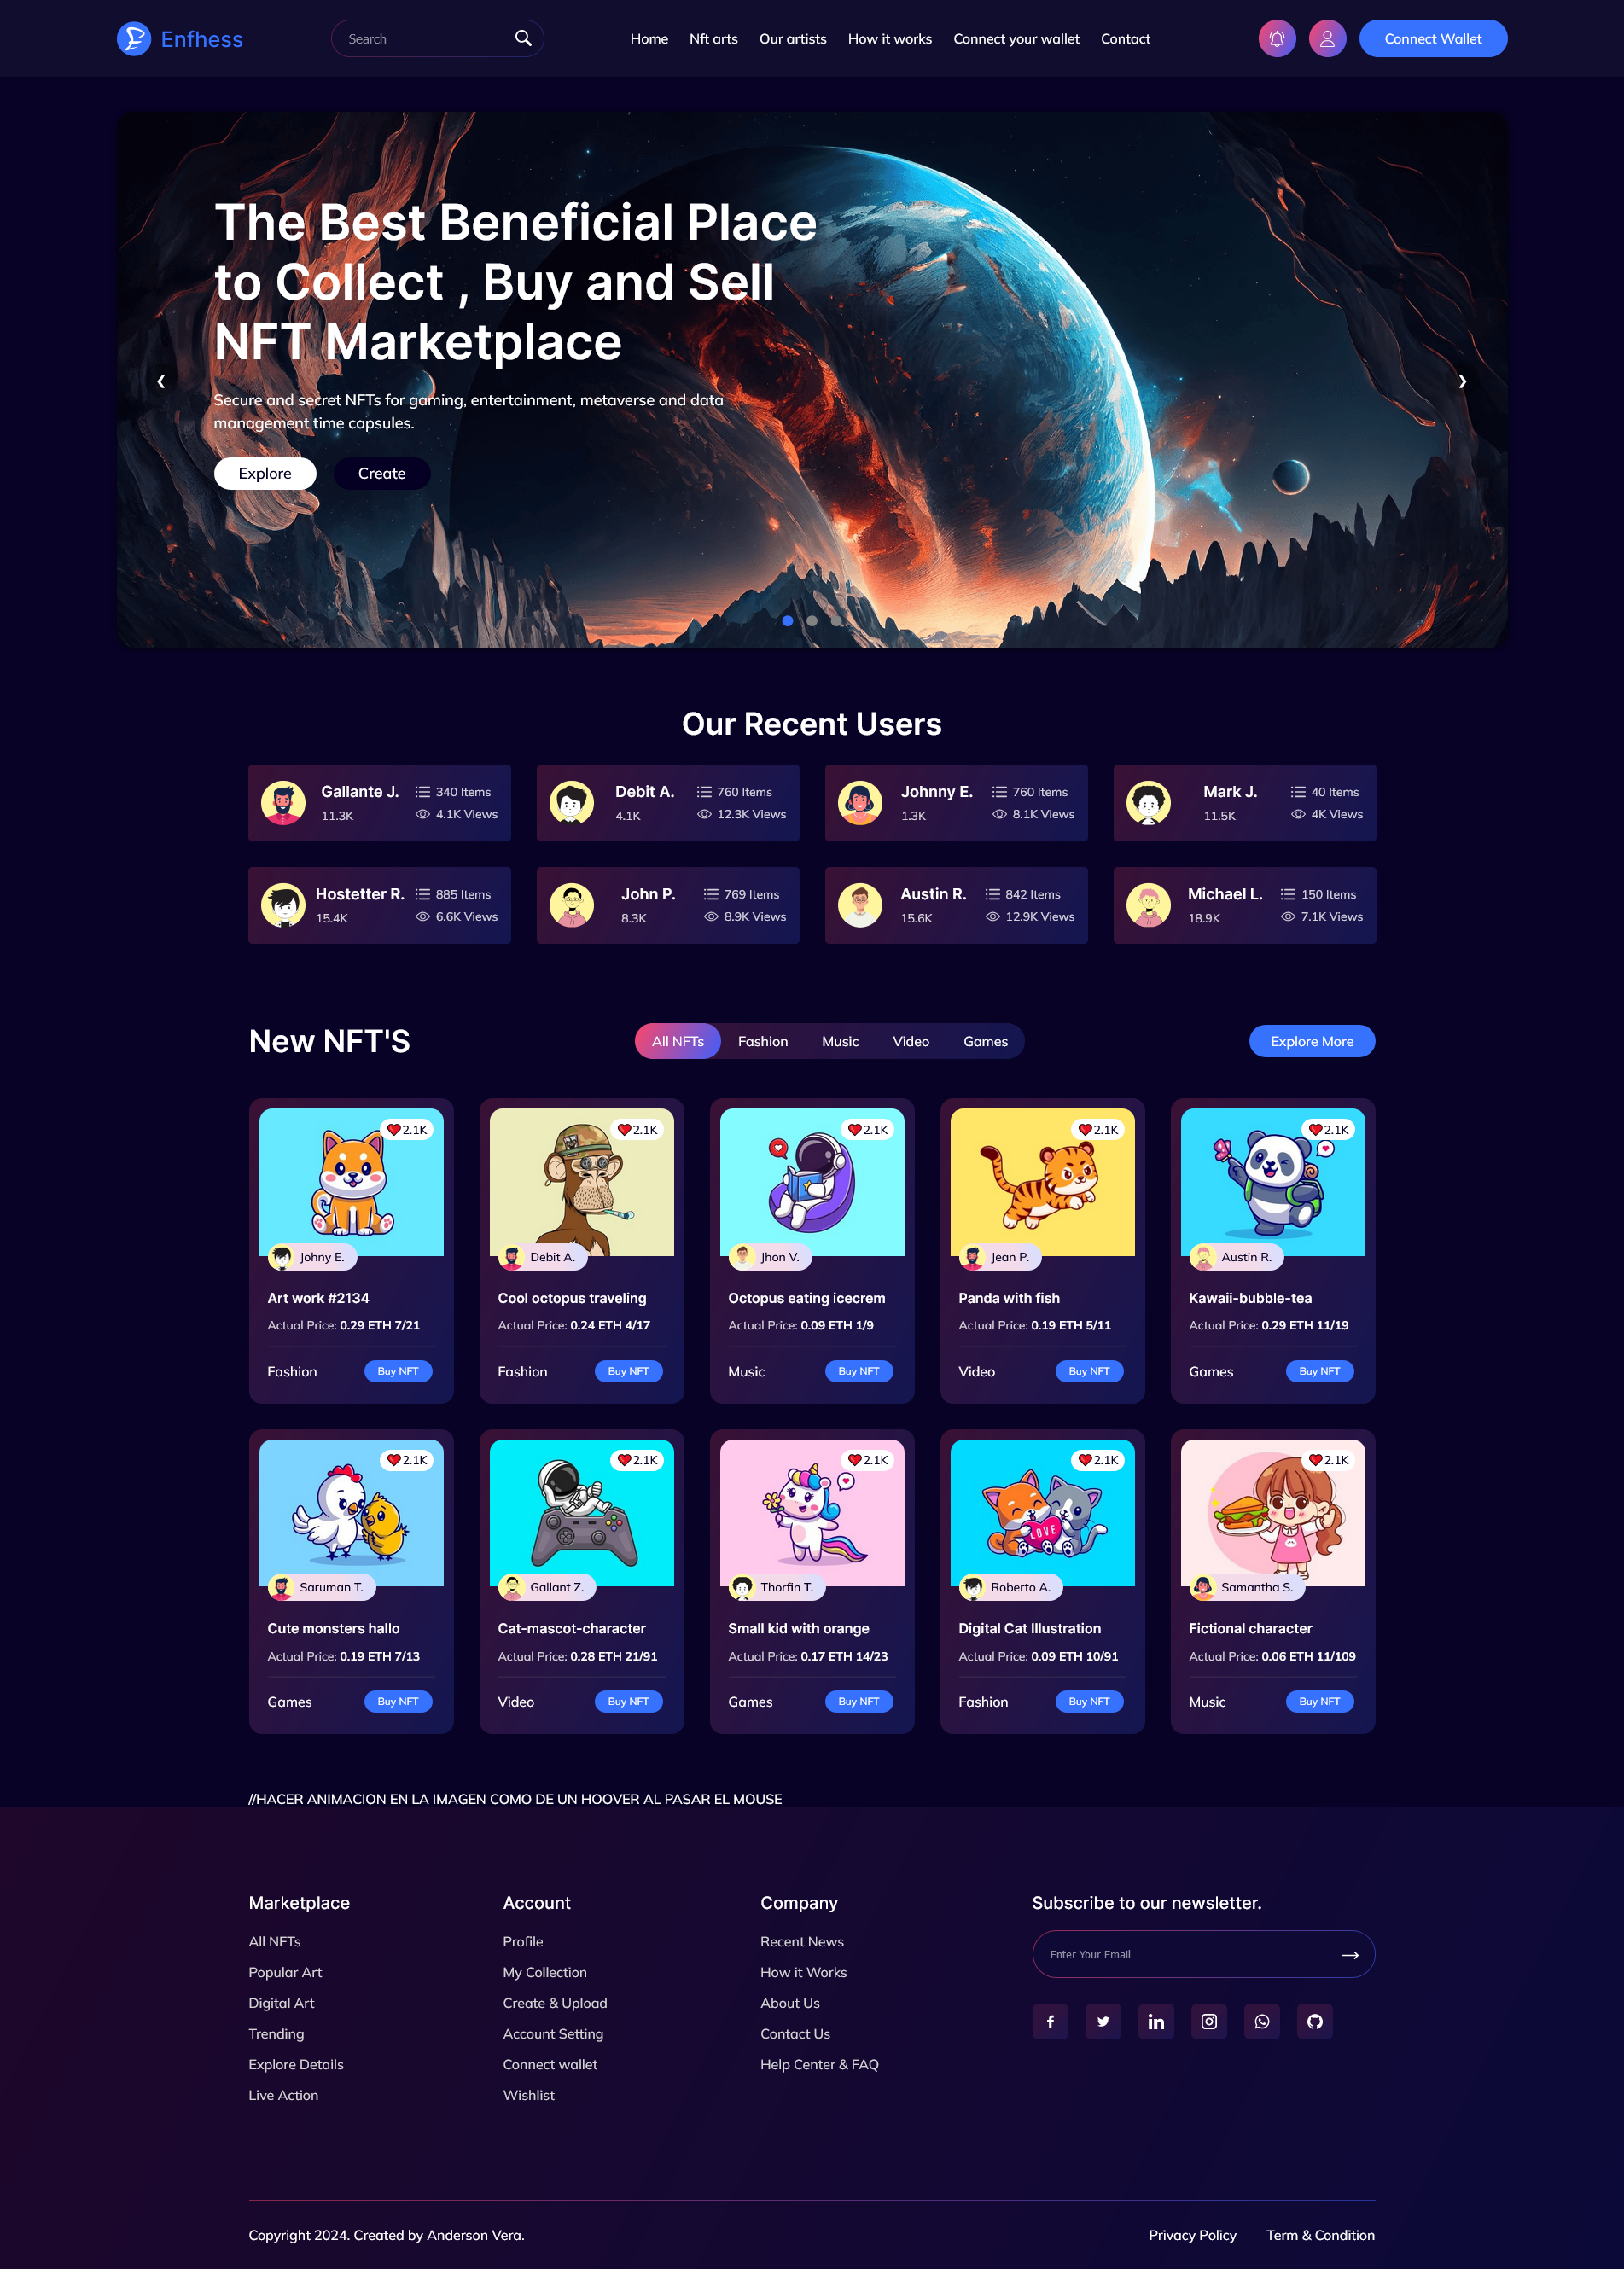 Enfhess
Search
Home Nft arts Our artists How it works Connect your wallet Contact
Connect Wallet
The Best Beneficial Place
to Collect , Buy and Sell
NFT Marketplace
Secure and secret NFTs for gaming, entertainment, metaverse and data
management time capsules.
Explore Create
Our Recent Users
Gallante J. 340 Items
11.3K 4.1K Views
Debit A. 760 Items
4.1K 12.3K Views
Johnny E. 760 Items
1.3K 8.1K Views
Mark J. 40 Items
11.5K 4K Views
Hostetter R. 885 Items
15.4K 6.6K Views
John P. 769 Items
8.3K 8.9K Views
Austin R. 842 Items
15.6K 12.9K Views
Michael L. 150 Items
18.9K 7.1K Views
New NFT'S
All NFTs Fashion Music Video Games
Explore More
2.1K
Johny E.
Art work #2134
Actual Price: 0.29 ETH 7/21
Fashion Buy NFT
2.1K
Debit A.
Cool octopus traveling
Actual Price: 0.24 ETH 4/17
Fashion Buy NFT
2.1K
Jhon V.
Octopus eating icecrem
Actual Price: 0.09 ETH 1/9
Music Buy NFT
2.1K
Jean P.
Panda with fish
Actual Price: 0.19 ETH 5/11
Video Buy NFT
2.1K
Austin R.
Kawaii-bubble-tea
Actual Price: 0.29 ETH 11/19
Games Buy NFT
2.1K
Saruman T.
Cute monsters hallo
Actual Price: 0.19 ETH 7/13
Games Buy NFT
2.1K
Gallant Z.
Cat-mascot-character
Actual Price: 0.28 ETH 21/91
Video Buy NFT
2.1K
Thorfin T.
Small kid with orange
Actual Price: 0.17 ETH 14/23
Games Buy NFT
2.1K
LOVE
Roberto A.
Digital Cat Illustration
Actual Price: 0.09 ETH 10/91
Fashion Buy NFT
2.1K
Samantha S.
Fictional character
Actual Price: 0.06 ETH 11/109
Music Buy NFT
//HACER ANIMACION EN LA IMAGEN COMO DE UN HOOVER AL PASAR EL MOUSE
Marketplace
All NFTs
Popular Art
Digital Art
Trending
Explore Details
Live Action
Account
Profile
My Collection
Create & Upload
Account Setting
Connect wallet
Wishlist
Company
Recent News
How it Works
About Us
Contact Us
Help Center & FAQ
Subscribe to our newsletter.
Enter Your Email
Copyright 2024. Created by Anderson Vera.
Privacy Policy Term & Condition